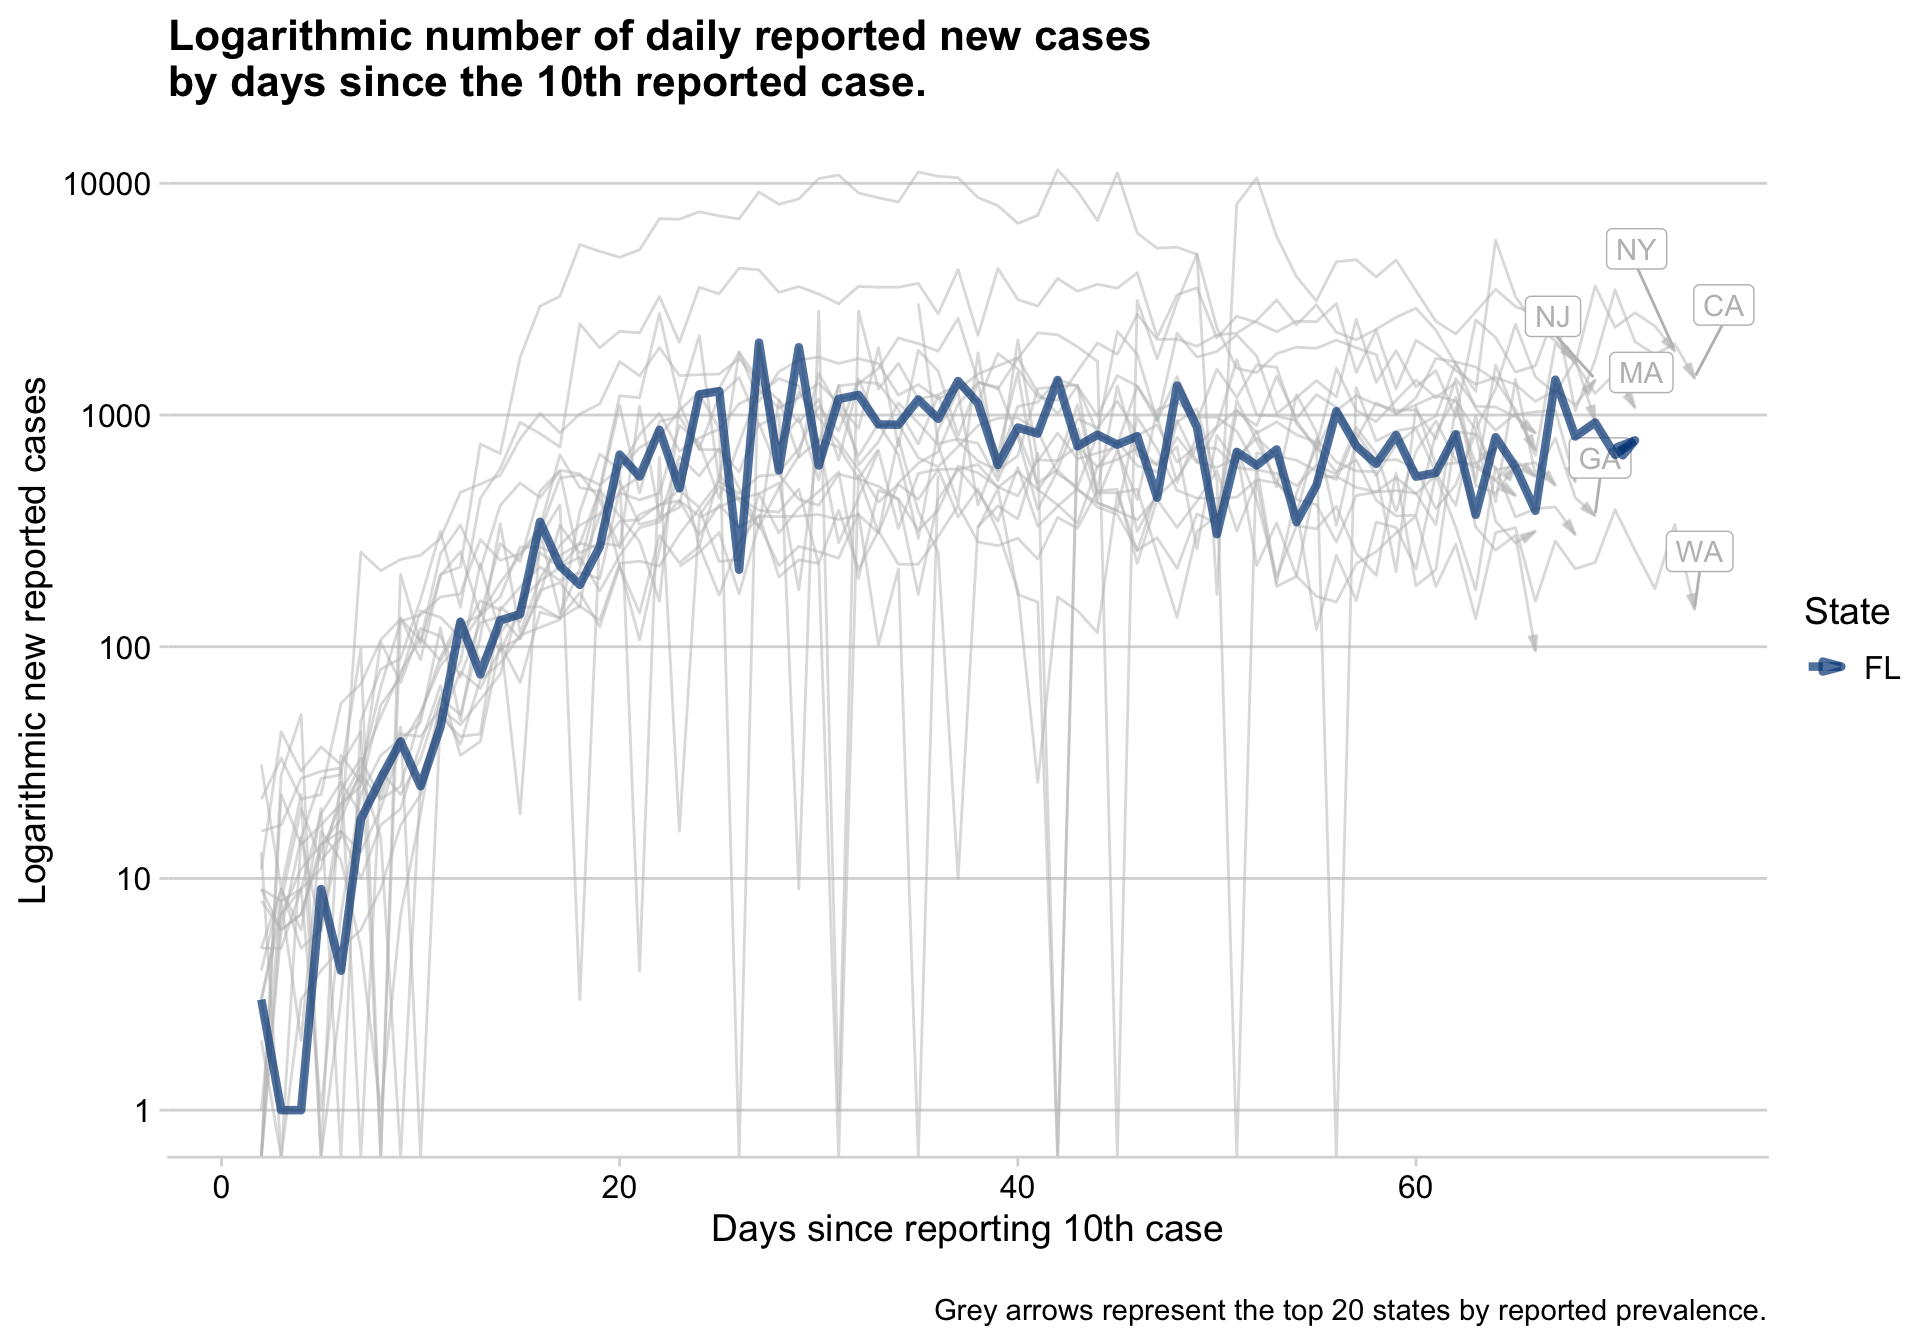 Logarithmic number of daily reported new cases
by days since the 10th reported case.
Logarithmic new reported cases
10000
1000
100
10
1
NY
CA
NJ
MA
GA
WA
State
FL
0
20
40
60
Days since reporting 10th case
Grey arrows represent the top 20 states by reported prevalence.